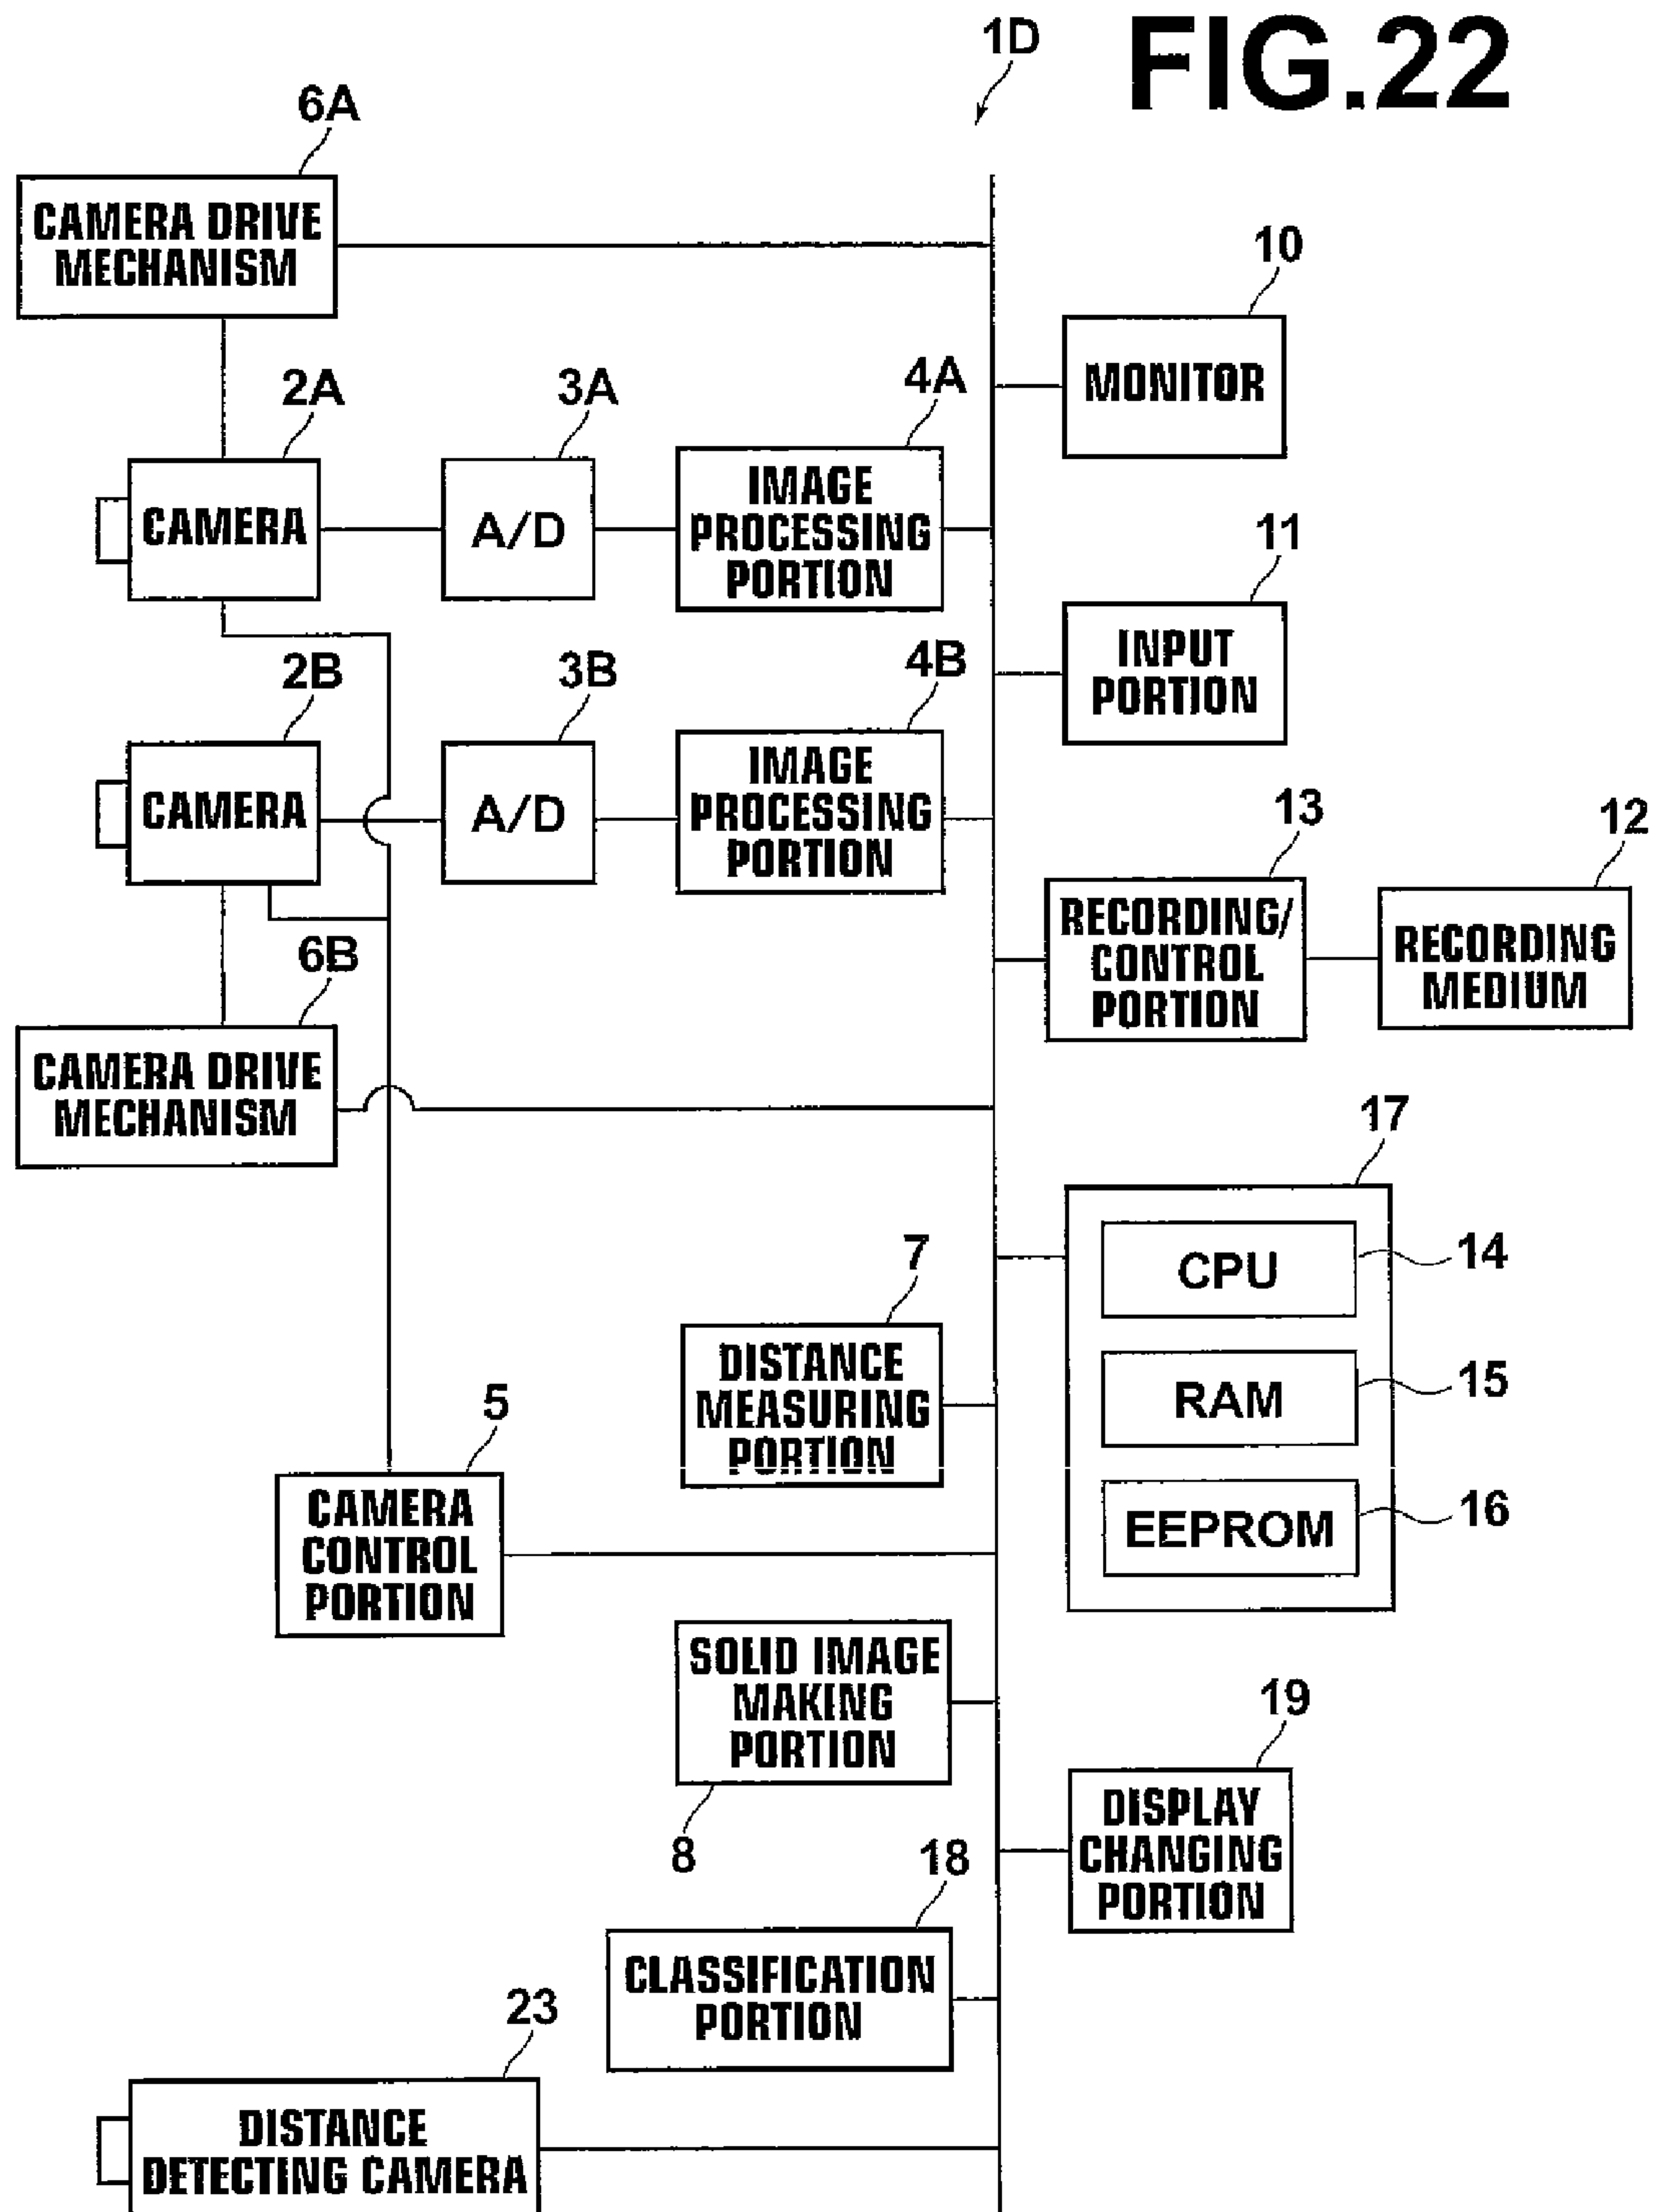 FIG.22
1D
6A
CAMERA DRIVE
MECHANISM
10
MONITOR
2A
CAMERA
3A
A/D
4A
IMAGE
PROCESSING
PORTION
11
INPUT
PORTION
2B
CAMERA
3B
A/D
4B
IMAGE
PROCESSING
PORTION
13
RECORDING/
CONTROL
PORTION
12
RECORDING
MEDIUM
6B
CAMERA DRIVE
MECHANISM
17
CPU
14
RAM
15
EEPROM
16
7
DISTANCE
MEASURING
PORTION
5
CAMERA
CONTROL
PORTION
SOLID IMAGE
MAKING
PORTION
8
19
DISPLAY
CHANGING
PORTION
18
CLASSIFICATION
PORTION
23
DISTANCE
DETECTING CAMERA